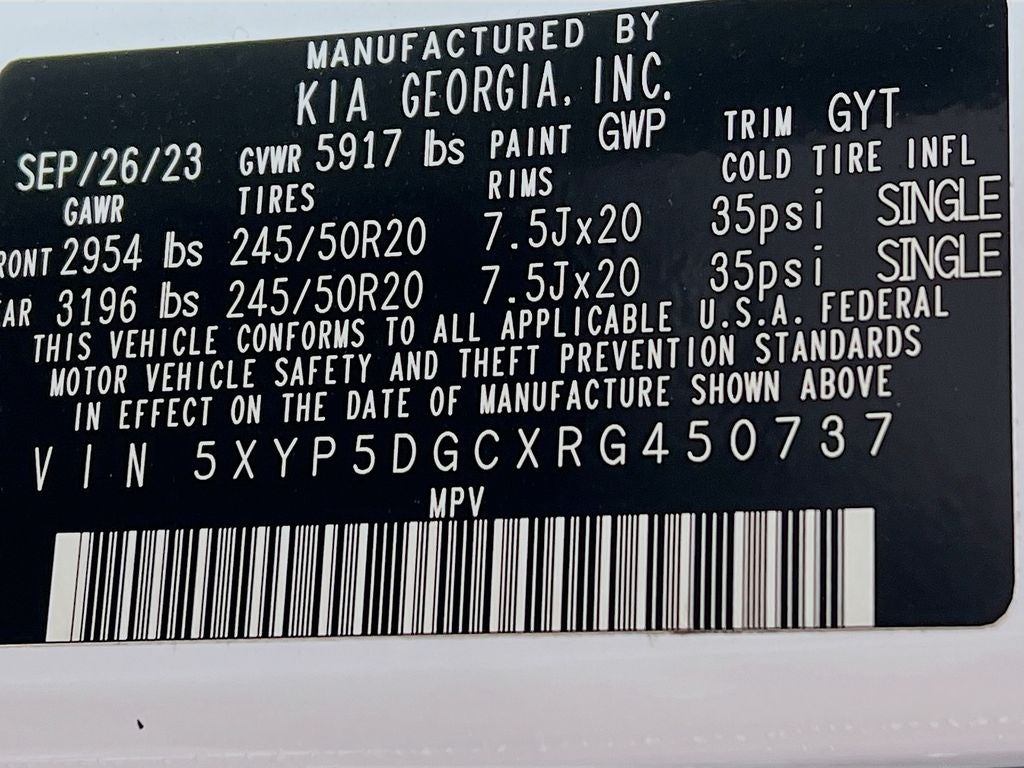 MANUFACTURED BY
KIA GEORGIA, INC.
SEP/26/23 GVWR 5917 lbs PAINT GWP TRIM GYT
GAWR TIRES RIMS COLD TIRE INFL
RONT 2954 lbs 245/50R20 7.5Jx20 35psi SINGLE
EAR 3196 lbs 245/50R20 7.5Jx20 35psi SINGLE
THIS VEHICLE CONFORMS TO ALL APPLICABLE U.S.A. FEDERAL
MOTOR VEHICLE SAFETY AND THEFT PREVENTION STANDARDS
IN EFFECT ON THE DATE OF MANUFACTURE SHOWN ABOVE
VIN 5XYP5DGCXRG450737
MPV